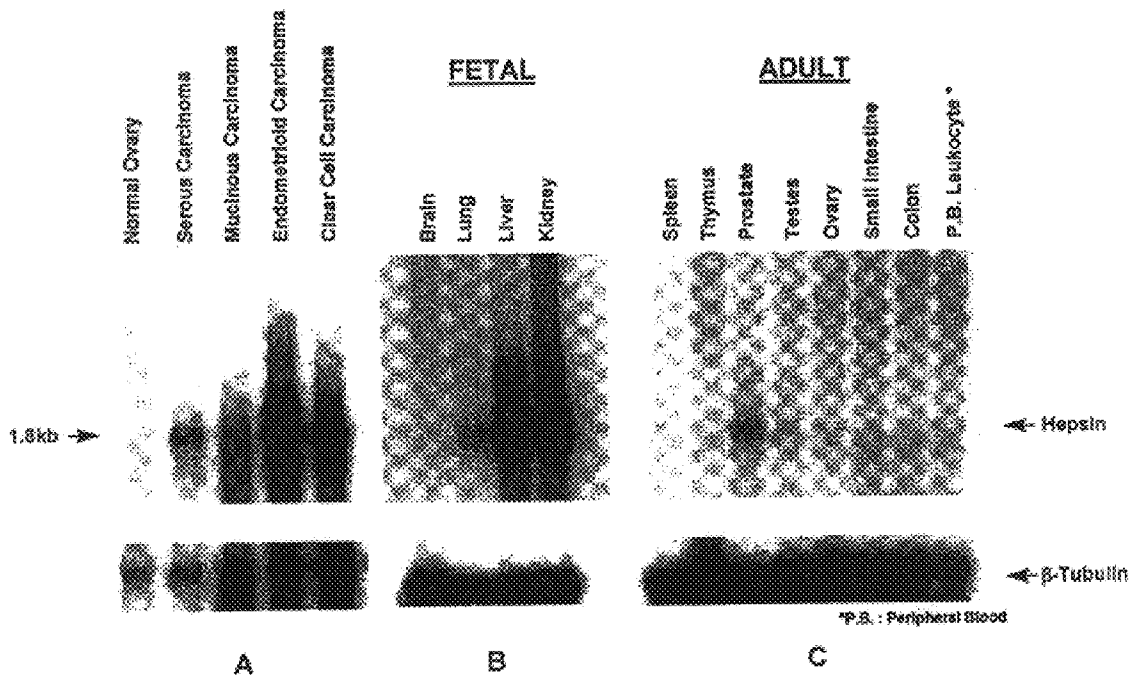 Normal Ovary
Serous Carcinoma
Mucinous Carcinoma
Endometrioid Carcinoma
Clear Cell Carcinoma
FETAL
Brain
Lung
Liver
Kidney
ADULT
Spleen
Thymus
Prostate
Testes
Ovary
Small Intestine
Colon
P.B. Leukocyte*
1.8kb
Hepsin
β-Tubulin
*P.B. : Peripheral Blood
A
B
C